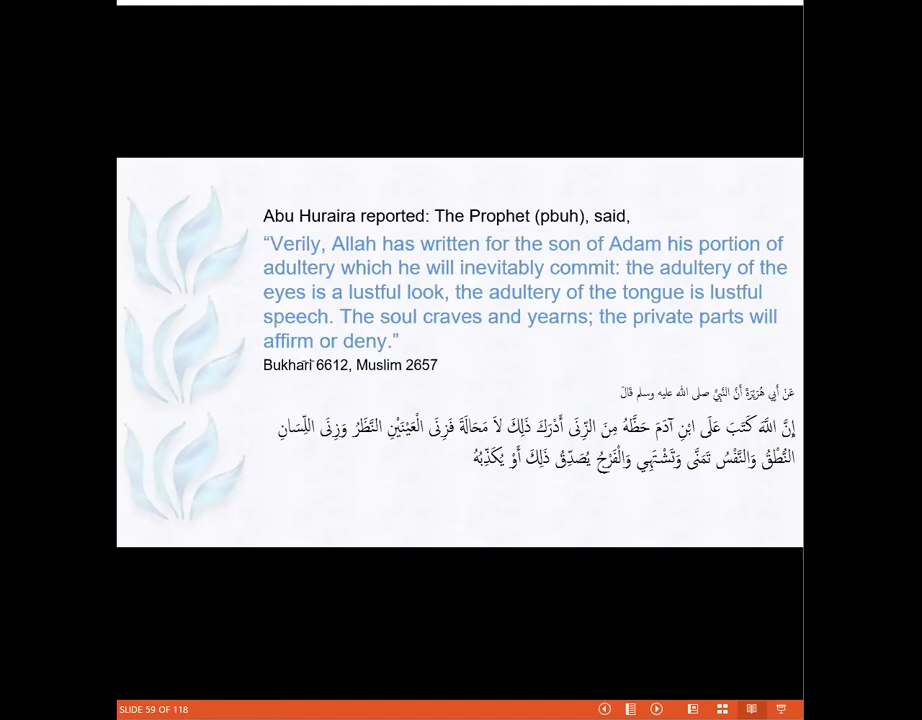 Abu Huraira reported: The Prophet (pbuh), said,
“Verily, Allah has written for the son of Adam his portion of
adultery which he will inevitably commit: the adultery of the
eyes is a lustful look, the adultery of the tongue is lustful
speech. The soul craves and yearns; the private parts will
affirm or deny.”
Bukhārī 6612, Muslim 2657
عَنْ أَبِي هُرَيْرَةَ أَنَّ النَّبِيَّ صلى الله عليه وسلم قَالَ
إِنَّ اللَّهَ كَتَبَ عَلَى ابْنِ آدَمَ حَظَّهُ مِنَ الزِّنَى أَدْرَكَ ذَلِكَ لاَ مَحَالَةَ فَزِنَى الْعَيْنَيْنِ النَّظَرُ وَزِنَى اللِّسَانِ
النُّطْقُ وَالنَّفْسُ تَمَنَّى وَتَشْتَهِي وَالْفَرْجُ يُصَدِّقُ ذَلِكَ أَوْ يُكَذِّبُهُ
SLIDE 59 OF 118